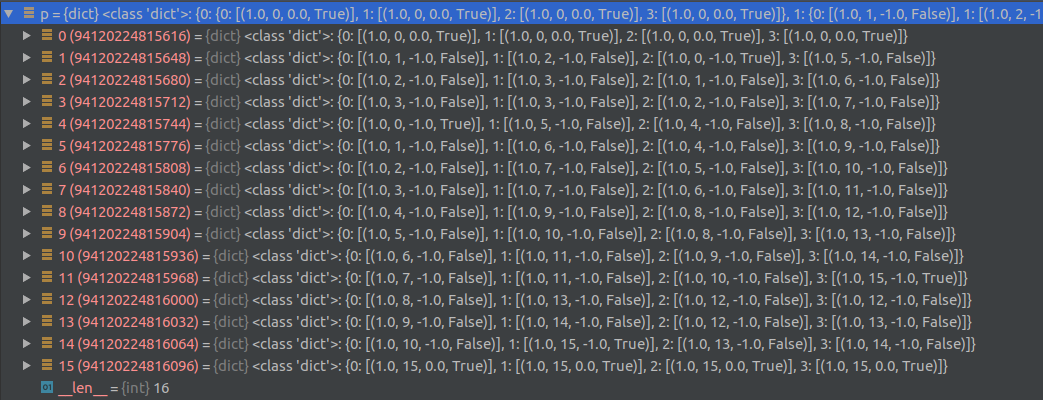 p = {dict} <class 'dict'>: {0: {0: [(1.0, 0, 0.0, True)], 1: [(1.0, 0, 0.0, True)], 2: [(1.0, 0, 0.0, True)], 3: [(1.0, 0, 0.0, True)]}, 1: {0: [(1.0, 1, -1.0, False)], 1: [(1.0, 2, -1
0 (94120224815616) = {dict} <class 'dict'>: {0: [(1.0, 0, 0.0, True)], 1: [(1.0, 0, 0.0, True)], 2: [(1.0, 0, 0.0, True)], 3: [(1.0, 0, 0.0, True)]}
1 (94120224815648) = {dict} <class 'dict'>: {0: [(1.0, 1, -1.0, False)], 1: [(1.0, 2, -1.0, False)], 2: [(1.0, 0, -1.0, True)], 3: [(1.0, 5, -1.0, False)]}
2 (94120224815680) = {dict} <class 'dict'>: {0: [(1.0, 2, -1.0, False)], 1: [(1.0, 3, -1.0, False)], 2: [(1.0, 1, -1.0, False)], 3: [(1.0, 6, -1.0, False)]}
3 (94120224815712) = {dict} <class 'dict'>: {0: [(1.0, 3, -1.0, False)], 1: [(1.0, 3, -1.0, False)], 2: [(1.0, 2, -1.0, False)], 3: [(1.0, 7, -1.0, False)]}
4 (94120224815744) = {dict} <class 'dict'>: {0: [(1.0, 0, -1.0, True)], 1: [(1.0, 5, -1.0, False)], 2: [(1.0, 4, -1.0, False)], 3: [(1.0, 8, -1.0, False)]}
5 (94120224815776) = {dict} <class 'dict'>: {0: [(1.0, 1, -1.0, False)], 1: [(1.0, 6, -1.0, False)], 2: [(1.0, 4, -1.0, False)], 3: [(1.0, 9, -1.0, False)]}
6 (94120224815808) = {dict} <class 'dict'>: {0: [(1.0, 2, -1.0, False)], 1: [(1.0, 7, -1.0, False)], 2: [(1.0, 5, -1.0, False)], 3: [(1.0, 10, -1.0, False)]}
7 (94120224815840) = {dict} <class 'dict'>: {0: [(1.0, 3, -1.0, False)], 1: [(1.0, 7, -1.0, False)], 2: [(1.0, 6, -1.0, False)], 3: [(1.0, 11, -1.0, False)]}
8 (94120224815872) = {dict} <class 'dict'>: {0: [(1.0, 4, -1.0, False)], 1: [(1.0, 9, -1.0, False)], 2: [(1.0, 8, -1.0, False)], 3: [(1.0, 12, -1.0, False)]}
9 (94120224815904) = {dict} <class 'dict'>: {0: [(1.0, 5, -1.0, False)], 1: [(1.0, 10, -1.0, False)], 2: [(1.0, 8, -1.0, False)], 3: [(1.0, 13, -1.0, False)]}
10 (94120224815936) = {dict} <class 'dict'>: {0: [(1.0, 6, -1.0, False)], 1: [(1.0, 11, -1.0, False)], 2: [(1.0, 9, -1.0, False)], 3: [(1.0, 14, -1.0, False)]}
11 (94120224815968) = {dict} <class 'dict'>: {0: [(1.0, 7, -1.0, False)], 1: [(1.0, 11, -1.0, False)], 2: [(1.0, 10, -1.0, False)], 3: [(1.0, 15, -1.0, True)]}
12 (94120224816000) = {dict} <class 'dict'>: {0: [(1.0, 8, -1.0, False)], 1: [(1.0, 13, -1.0, False)], 2: [(1.0, 12, -1.0, False)], 3: [(1.0, 12, -1.0, False)]}
13 (94120224816032) = {dict} <class 'dict'>: {0: [(1.0, 9, -1.0, False)], 1: [(1.0, 14, -1.0, False)], 2: [(1.0, 12, -1.0, False)], 3: [(1.0, 13, -1.0, False)]}
14 (94120224816064) = {dict} <class 'dict'>: {0: [(1.0, 10, -1.0, False)], 1: [(1.0, 15, -1.0, True)], 2: [(1.0, 13, -1.0, False)], 3: [(1.0, 14, -1.0, False)]}
15 (94120224816096) = {dict} <class 'dict'>: {0: [(1.0, 15, 0.0, True)], 1: [(1.0, 15, 0.0, True)], 2: [(1.0, 15, 0.0, True)], 3: [(1.0, 15, 0.0, True)]}
01 __len__ = {int} 16